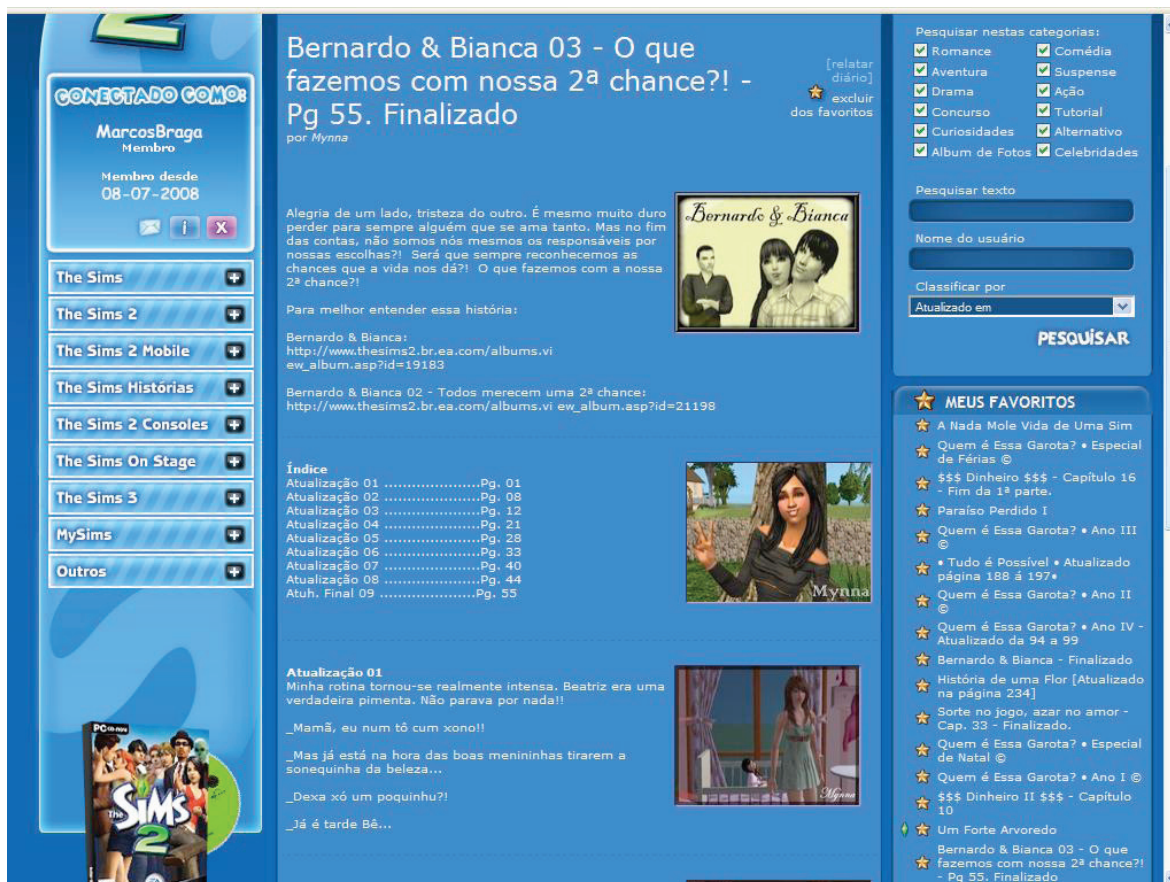 2
CONECTADO COMO:
MarcosBraga
Membro
Membro desde
08-07-2008
i
X
The Sims
The Sims 2
The Sims 2 Mobile
The Sims Histórias
The Sims 2 Consoles
The Sims On Stage
The Sims 3
MySims
Outros
PC
The SIMS
2
Bernardo & Bianca 03 - O que
fazemos com nossa 2ª chance?! -
Pg 55. Finalizado
por Mynna
[relatar
diário]
excluir
dos favoritos
Alegria de um lado, tristeza do outro. É mesmo muito duro
perder para sempre alguém que se ama tanto. Mas no fim
das contas, não somos nós mesmos os responsáveis por
nossas escolhas?! Será que sempre reconhecemos as
chances que a vida nos dá?! O que fazemos com a nossa
2ª chance?!
Bernardo & Bianca
Para melhor entender essa história:
Bernardo & Bianca:
http://www.thesims2.br.ea.com/albums.vi
ew_album.asp?id=19183
Bernardo & Bianca 02 - Todos merecem uma 2ª chance:
http://www.thesims2.br.ea.com/albums.vi ew_album.asp?id=21198
Índice
Atualização 01 .....................Pg. 01
Atualização 02 .....................Pg. 08
Atualização 03 .....................Pg. 12
Atualização 04 .....................Pg. 21
Atualização 05 .....................Pg. 28
Atualização 06 .....................Pg. 33
Atualização 07 .....................Pg. 40
Atualização 08 .....................Pg. 44
Atuh. Final 09 .....................Pg. 55
Mynna
Atualização 01
Minha rotina tornou-se realmente intensa. Beatriz era uma
verdadeira pimenta. Não parava por nada!!
_Mamã, eu num tô cum xono!!
_Mas já está na hora das boas menininhas tirarem a
sonequinha da beleza...
_Dexa xó um poquinhu?!
_Já é tarde Bê...
1
Mynna
Pesquisar nestas categorias:
Romance Comédia
Aventura Suspense
Drama Ação
Concurso Tutorial
Curiosidades Alternativo
Album de Fotos Celebridades
Pesquisar texto
Nome do usuário
Classificar por
Atualizado em
PESQUISAR
MEUS FAVORITOS
A Nada Mole Vida de Uma Sim
Quem é Essa Garota? • Especial
de Férias ©
$$$ Dinheiro $$$ - Capítulo 16
- Fim da 1ª parte.
Paraíso Perdido I
Quem é Essa Garota? • Ano III
©
• Tudo é Possível • Atualizado
página 188 á 197•
Quem é Essa Garota? • Ano II
©
Quem é Essa Garota? • Ano IV -
Atualizado da 94 a 99
Bernardo & Bianca - Finalizado
História de uma Flor [Atualizado
na página 234]
Sorte no jogo, azar no amor -
Cap. 33 - Finalizado.
Quem é Essa Garota? • Especial
de Natal ©
Quem é Essa Garota? • Ano I ©
$$$ Dinheiro II $$$ - Capítulo
10
Um Forte Arvoredo
Bernardo & Bianca 03 - O que
fazemos com nossa 2ª chance?!
- Pg 55. Finalizado